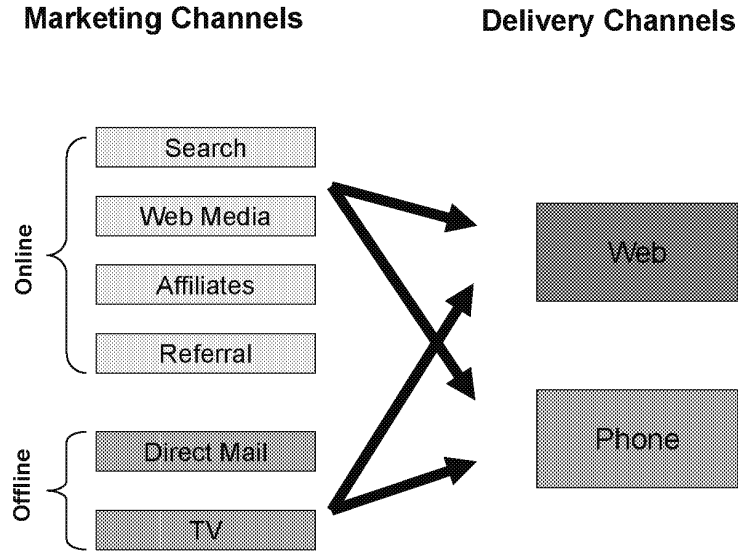 Marketing Channels
Delivery Channels
Online
Search
Web Media
Affiliates
Referral
Offline
Direct Mail
TV
Web
Phone